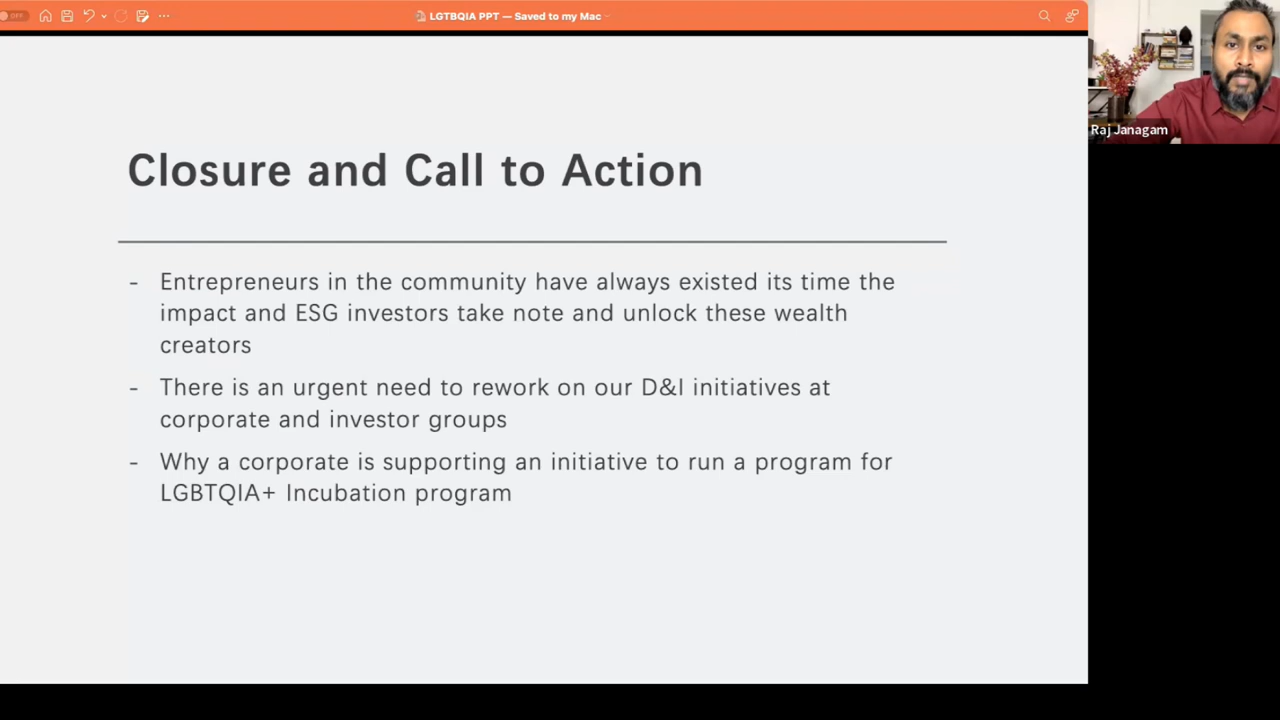 OFF
LGTBQIA PPT — Saved to my Mac
Raj Janagam
Closure and Call to Action
- Entrepreneurs in the community have always existed its time the
impact and ESG investors take note and unlock these wealth
creators
- There is an urgent need to rework on our D&I initiatives at
corporate and investor groups
- Why a corporate is supporting an initiative to run a program for
LGBTQIA+ Incubation program